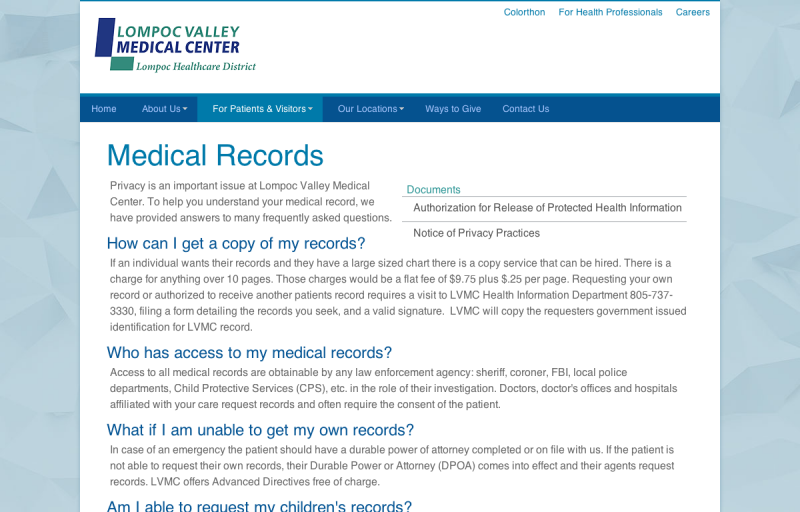 Colorthon For Health Professionals Careers
LOMPOC VALLEY
MEDICAL CENTER
Lompoc Healthcare District
Home About Us For Patients & Visitors Our Locations Ways to Give Contact Us
Medical Records
Privacy is an important issue at Lompoc Valley Medical
Center. To help you understand your medical record, we
have provided answers to many frequently asked questions.
Documents
Authorization for Release of Protected Health Information
Notice of Privacy Practices
How can I get a copy of my records?
If an individual wants their records and they have a large sized chart there is a copy service that can be hired. There is a
charge for anything over 10 pages. Those charges would be a flat fee of $9.75 plus $.25 per page. Requesting your own
record or authorized to receive another patients record requires a visit to LVMC Health Information Department 805-737-
3330, filing a form detailing the records you seek, and a valid signature. LVMC will copy the requesters government issued
identification for LVMC record.
Who has access to my medical records?
Access to all medical records are obtainable by any law enforcement agency: sheriff, coroner, FBI, local police
departments, Child Protective Services (CPS), etc. in the role of their investigation. Doctors, doctor's offices and hospitals
affiliated with your care request records and often require the consent of the patient.
What if I am unable to get my own records?
In case of an emergency the patient should have a durable power of attorney completed or on file with us. If the patient is
not able to request their own records, their Durable Power or Attorney (DPOA) comes into effect and their agents request
records. LVMC offers Advanced Directives free of charge.
Am I able to request my children's records?